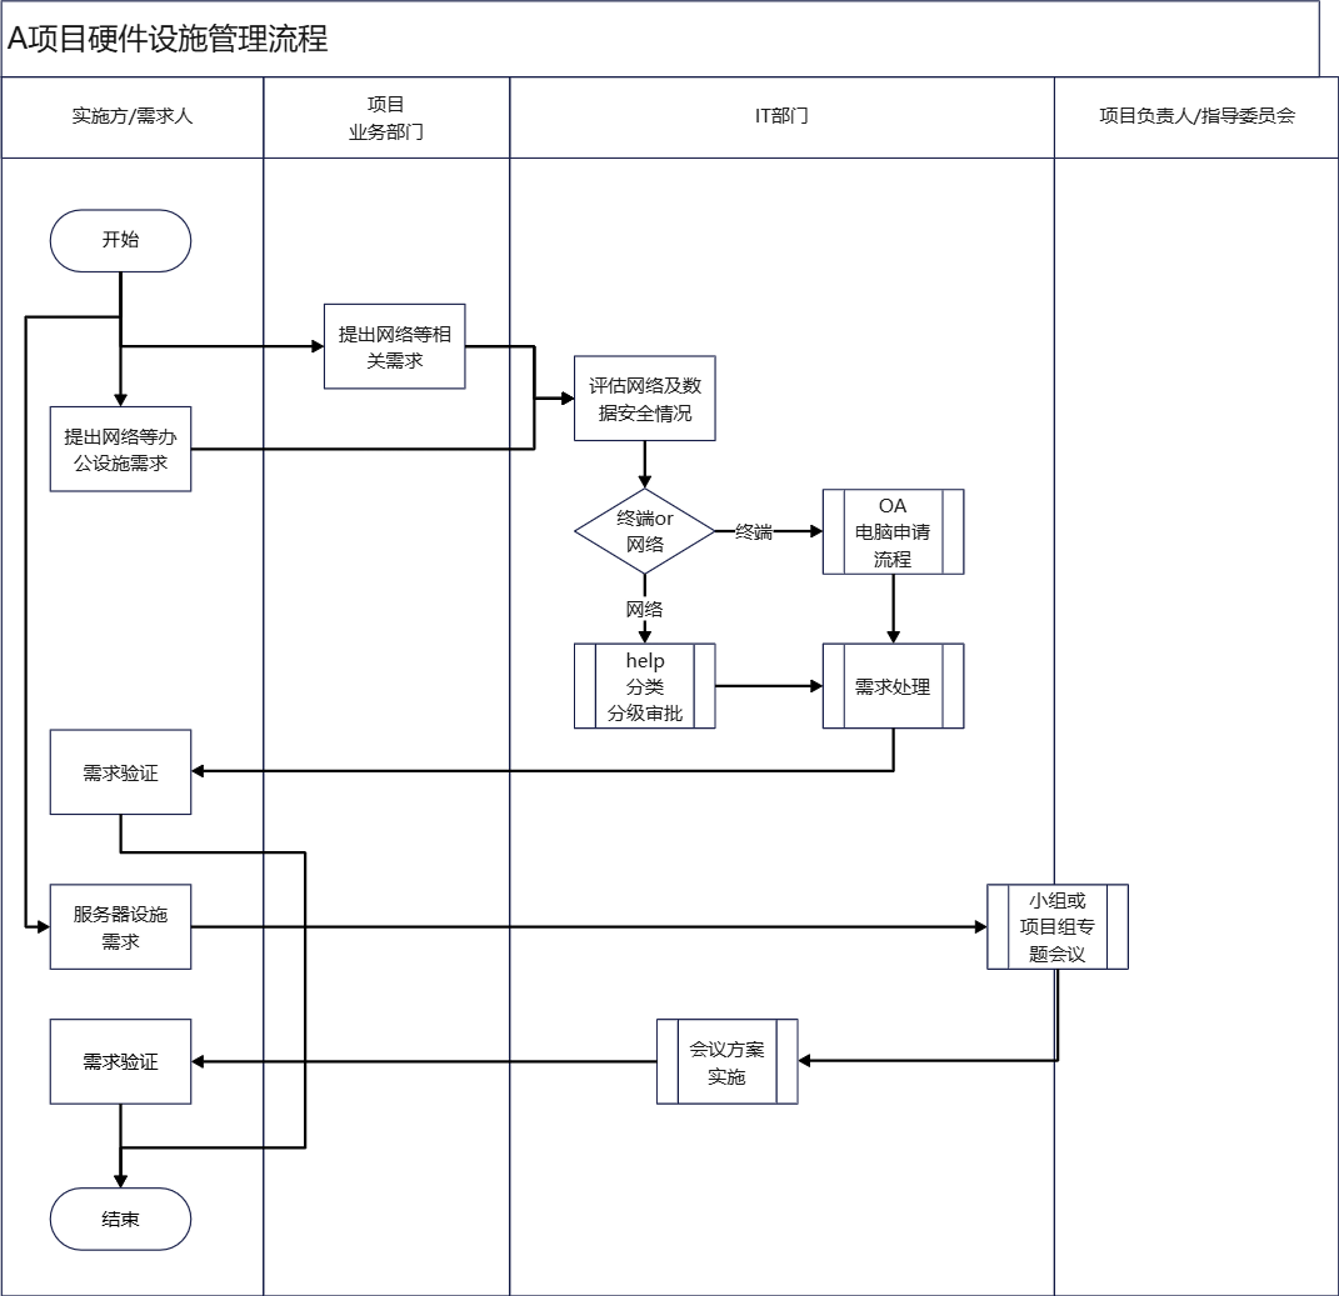 A项目硬件设施管理流程
实施方/需求人
项目
业务部门
IT部门
项目负责人/指导委员会
开始
提出网络等相
关需求
评估网络及数
据安全情况
提出网络等办
公设施需求
终端or
网络
终端
OA
电脑申请
流程
网络
help
分类
分级审批
需求处理
需求验证
服务器设施
需求
小组或
项目组专
题会议
需求验证
会议方案
实施
结束